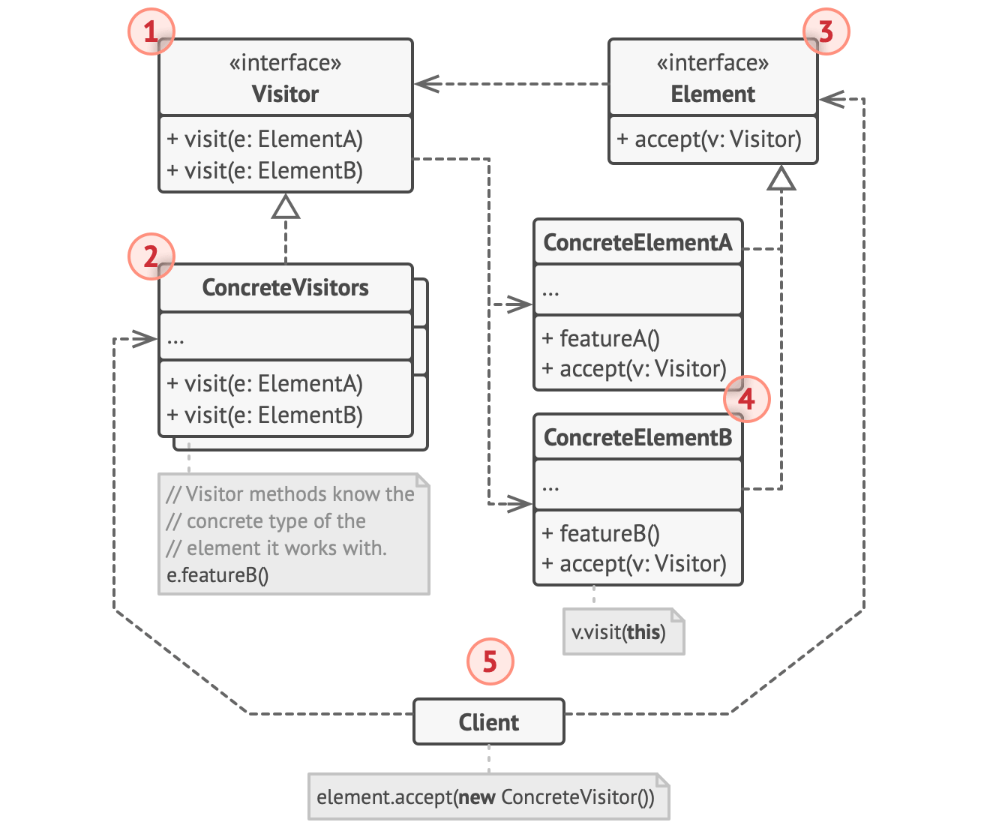 1
«interface»
Visitor
+ visit(e: ElementA)
+ visit(e: ElementB)
3
«interface»
Element
+ accept(v: Visitor)
2
ConcreteVisitors
...
+ visit(e: ElementA)
+ visit(e: ElementB)
// Visitor methods know the
// concrete type of the
// element it works with.
e.featureB()
ConcreteElementA
...
+ featureA()
+ accept(v: Visitor)
4
ConcreteElementB
...
+ featureB()
+ accept(v: Visitor)
v.visit(this)
5
Client
element.accept(new ConcreteVisitor())